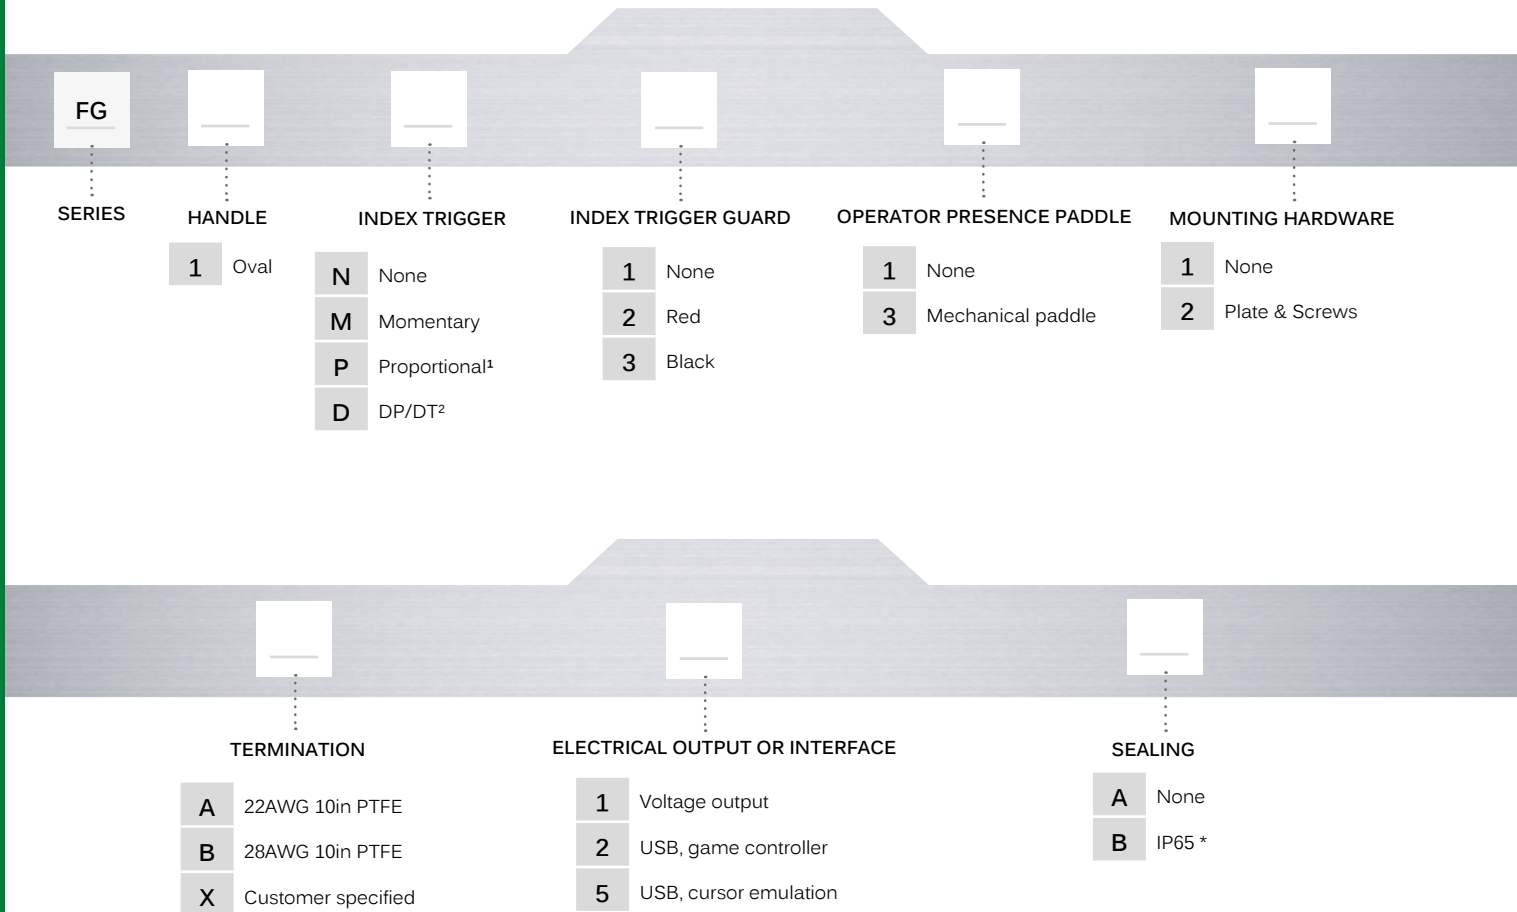 FG
SERIES
HANDLE
1 Oval
INDEX TRIGGER
N None
M Momentary
P Proportional¹
D DP/DT²
INDEX TRIGGER GUARD
1 None
2 Red
3 Black
OPERATOR PRESENCE PADDLE
1 None
3 Mechanical paddle
MOUNTING HARDWARE
1 None
2 Plate & Screws
TERMINATION
A 22AWG 10in PTFE
B 28AWG 10in PTFE
X Customer specified
ELECTRICAL OUTPUT OR INTERFACE
1 Voltage output
2 USB, game controller
5 USB, cursor emulation
SEALING
A None
B IP65 *